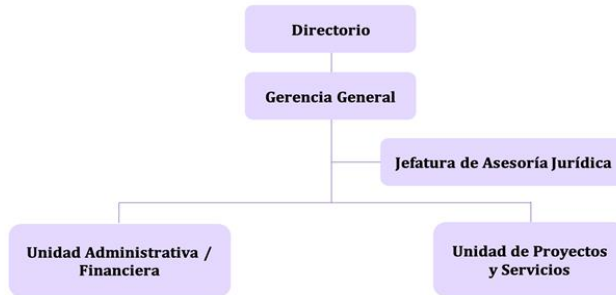 Directorio
Gerencia General
Jefatura de Asesoría Jurídica
Unidad Administrativa /
Financiera
Unidad de Proyectos
y Servicios